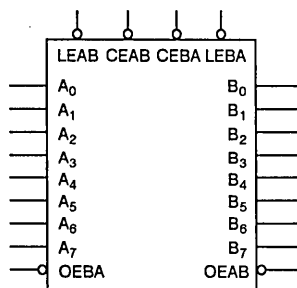 LEAB CEAB CEBA LEBA
A0 B0
A1 B1
A2 B2
A3 B3
A4 B4
A5 B5
A6 B6
A7 B7
OEBA OEAB